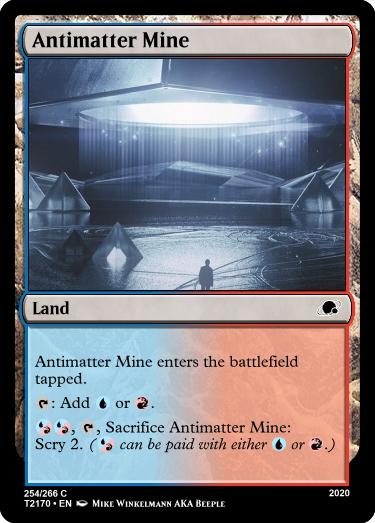 Antimatter Mine
Land
Antimatter Mine enters the battlefield
tapped.
: Add or .
, , Sacrifice Antimatter Mine:
Scry 2. ( can be paid with either or .)
254/266 C 2020
T2170 • EN Mike Winkelmann AKA Beeple